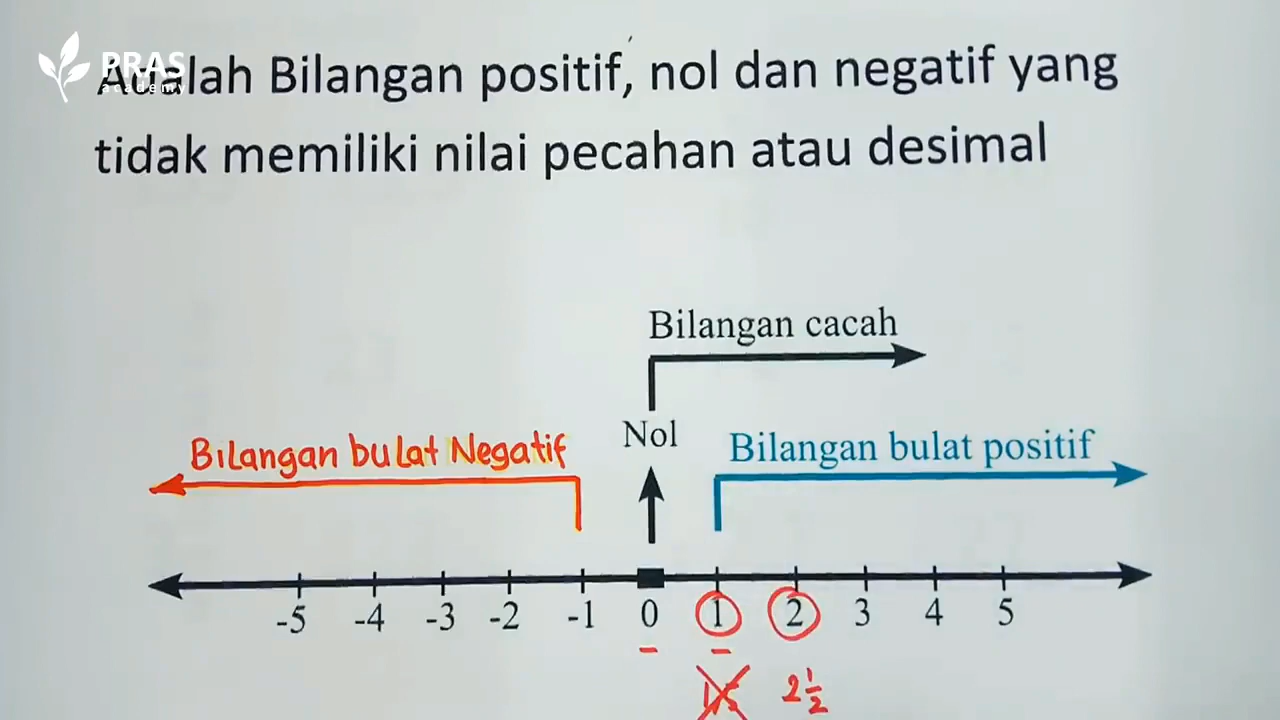 PRAS
academy
Adalah Bilangan positif, nol dan negatif yang
tidak memiliki nilai pecahan atau desimal
Bilangan cacah
Nol
Bilangan bulat Negatif
Bilangan bulat positif
-5 -4 -3 -2 -1 0 1 2 3 4 5
2½